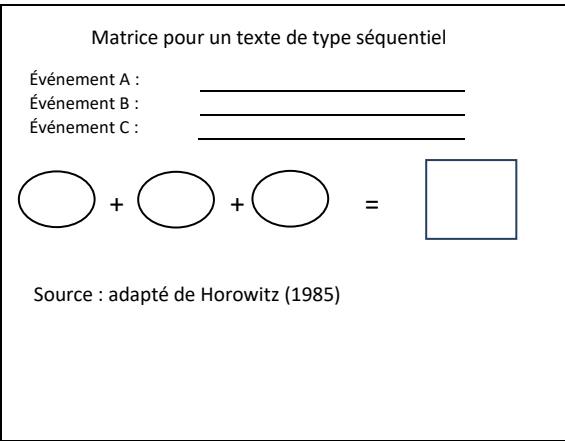 Matrice pour un texte de type séquentiel
Événement A :
Événement B :
Événement C :
+ + =
Source : adapté de Horowitz (1985)